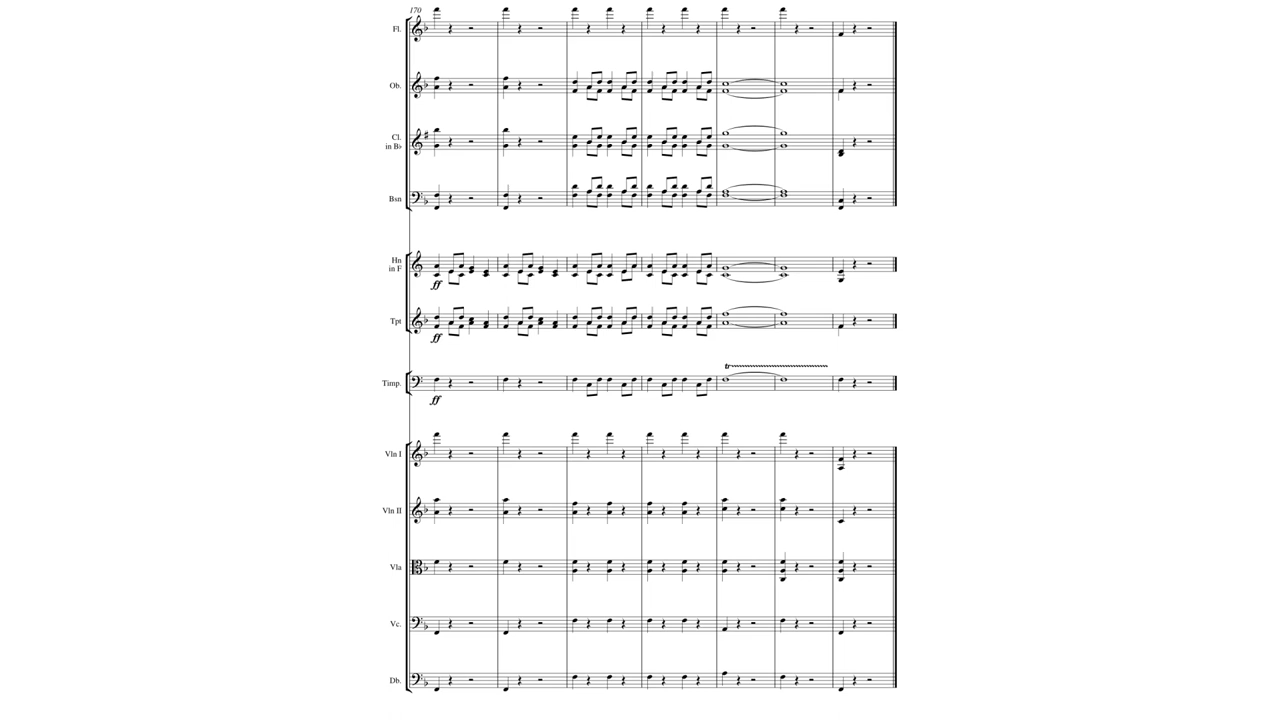 170
Fl.
Ob.
Cl.
in B♭
Bsn
Hn
in F
ff
Tpt
ff
tr
Timp.
ff
Vln I
Vln II
Vla
Vc.
Db.